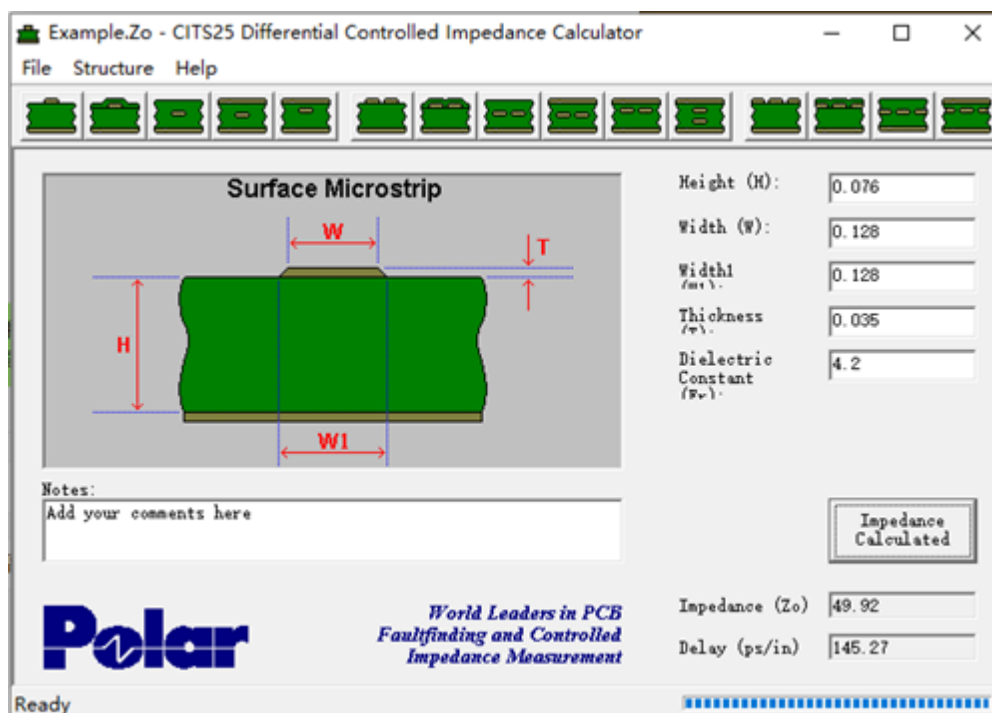 Example.Zo - CITS25 Differential Controlled Impedance Calculator
File Structure Help
Surface Microstrip
W
T
H
W1
Height (H):
0.076
Width (W):
0.128
Width1
0.128
Thickness
0.035
Dielectric
Constant
(Er):
4.2
Notes:
Add your comments here
Impedance
Calculated
Polar
World Leaders in PCB
Faultfinding and Controlled
Impedance Measurement
Impedance (Zo)
49.92
Delay (ps/in)
145.27
Ready